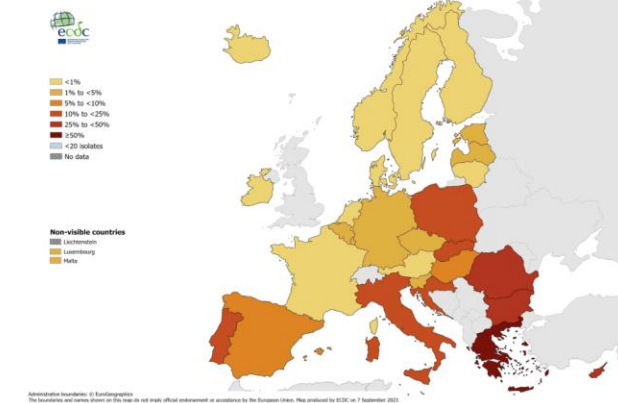 ecdc
<1%
1% to <5%
5% to <10%
10% to <25%
25% to <50%
≥50%
<20 isolates
No data
Non-visible countries
Liechtenstein
Luxembourg
Malta
Administrative boundaries: © EuroGeographics
The boundaries and names shown on this map do not imply official endorsement or acceptance by the European Union. Map produced by ECDC on 7 September 2023